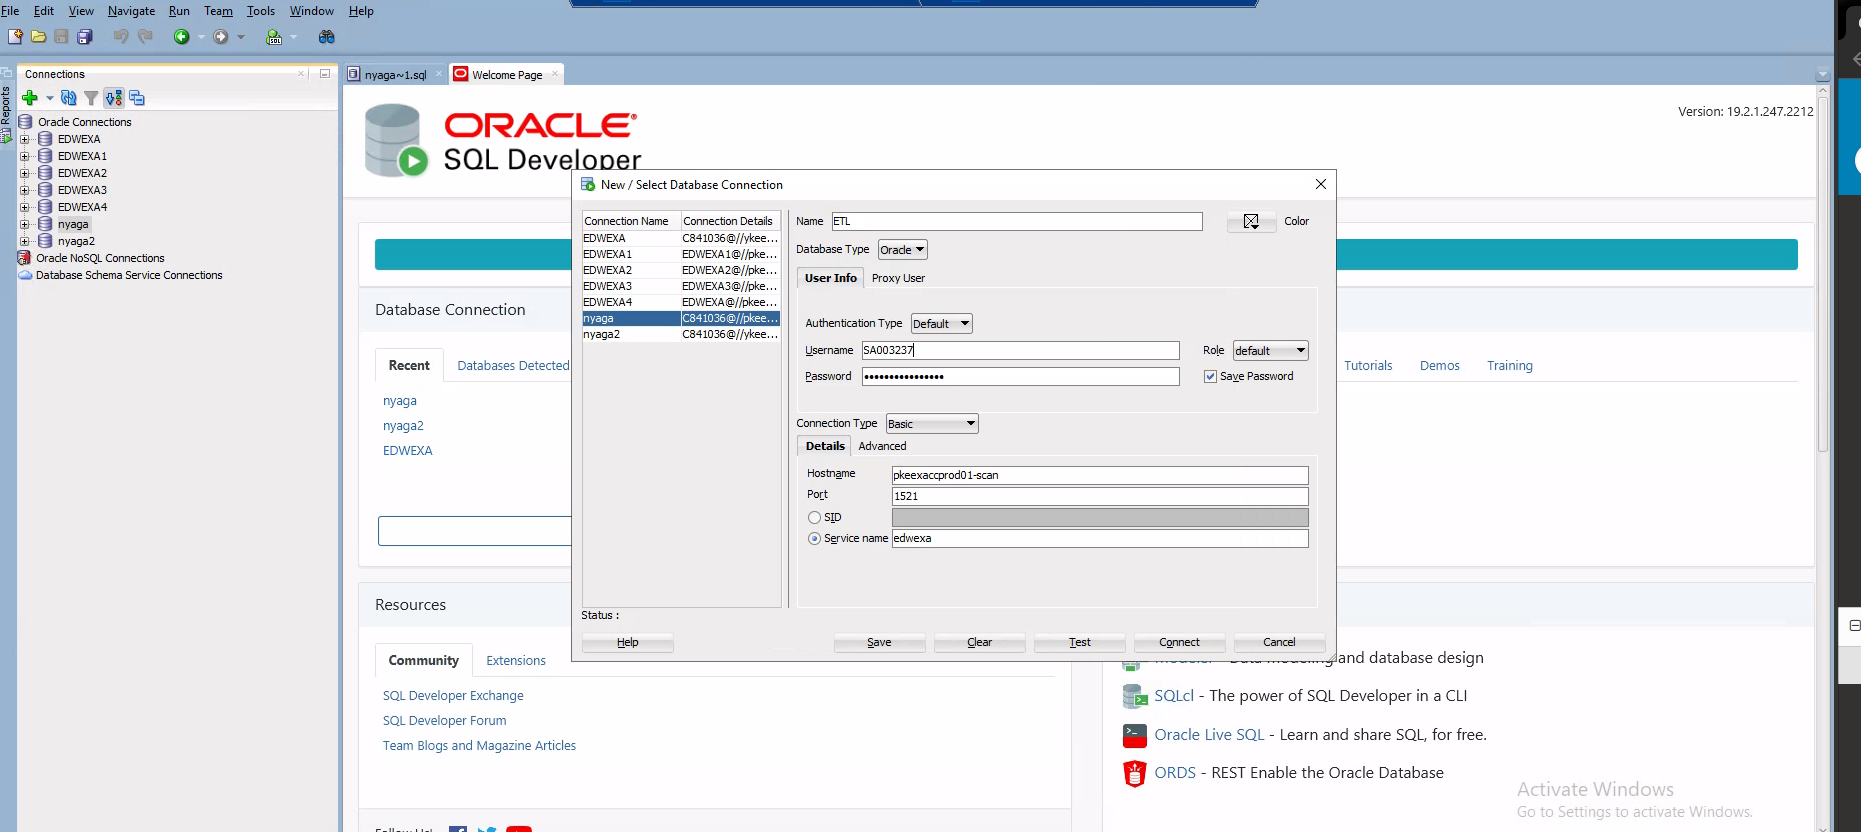 File Edit View Navigate Run Team Tools Window Help
Reports
Connections
Oracle Connections
EDWEXA
EDWEXA1
EDWEXA2
EDWEXA3
EDWEXA4
nyaga
nyaga2
Oracle NoSQL Connections
Database Schema Service Connections
nyaga~1.sql Welcome Page
ORACLE
SQL Developer
Version: 19.2.1.247.2212
Database Connection
Recent Databases Detected
nyaga
nyaga2
EDWEXA
Tutorials Demos Training
Resources
Community Extensions
SQL Developer Exchange
SQL Developer Forum
Team Blogs and Magazine Articles
New / Select Database Connection
Connection Name Connection Details
EDWEXA C841036@//ykee...
EDWEXA1 EDWEXA1@//pke...
EDWEXA2 EDWEXA2@//pke...
EDWEXA3 EDWEXA3@//pke...
EDWEXA4 EDWEXA@//pkee...
nyaga C841036@//pkee...
nyaga2 C841036@//ykee...
Name ETL Color
Database Type Oracle
User Info Proxy User
Authentication Type Default
Username SA003237 Role default
Password •••••••••••••••• Save Password
Connection Type Basic
Details Advanced
Hostname pkeexaccprod01-scan
Port 1521
SID
Service name edwexa
Status :
Help Save Clear Test Connect Cancel
and database design
SQLcl - The power of SQL Developer in a CLI
Oracle Live SQL - Learn and share SQL, for free.
ORDS - REST Enable the Oracle Database
Activate Windows
Go to Settings to activate Windows.